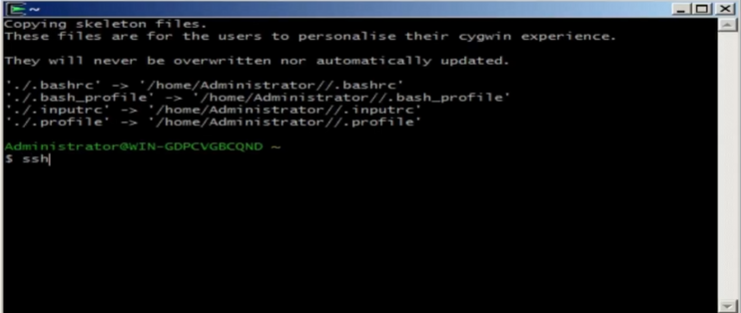 ~
Copying skeleton files.
These files are for the users to personalise their cygwin experience.
They will never be overwritten nor automatically updated.
'./.bashrc' -> '/home/Administrator//.bashrc'
'./.bash_profile' -> '/home/Administrator//.bash_profile'
'./.inputrc' -> '/home/Administrator//.inputrc'
'./.profile' -> '/home/Administrator//.profile'
Administrator@WIN-GDPCVGBCQND ~
$ ssh